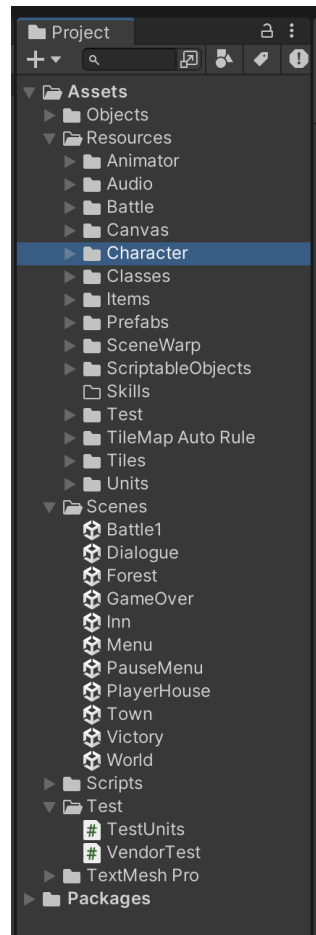 Project
Assets
Objects
Resources
Animator
Audio
Battle
Canvas
Character
Classes
Items
Prefabs
SceneWarp
ScriptableObjects
Skills
Test
TileMap Auto Rule
Tiles
Units
Scenes
Battle1
Dialogue
Forest
GameOver
Inn
Menu
PauseMenu
PlayerHouse
Town
Victory
World
Scripts
Test
# TestUnits
# VendorTest
TextMesh Pro
Packages